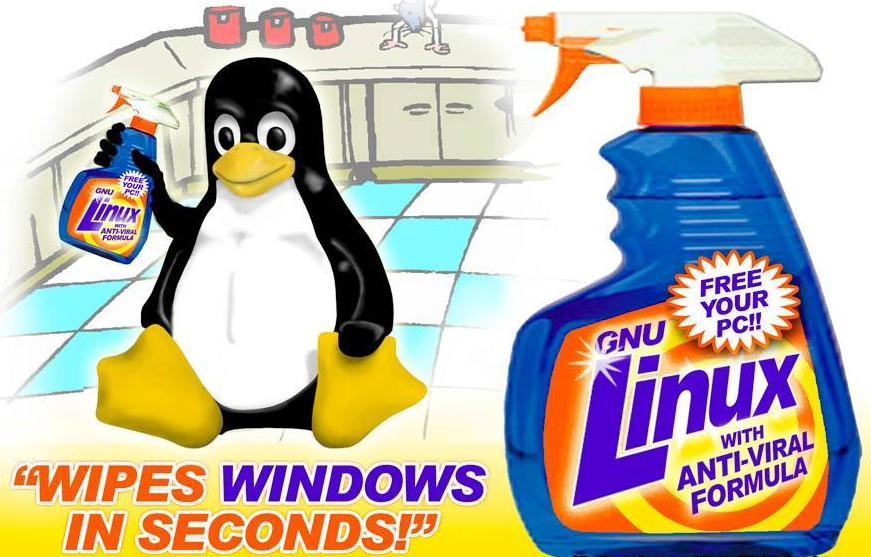 FREE
YOUR
PC!!
GNU
Linux
WITH
ANTI-VIRAL
FORMULA
"WIPES WINDOWS
IN SECONDS!"
FREE
YOUR
PC!!
GNU
Linux
WITH
ANTI-VIRAL
FORMULA